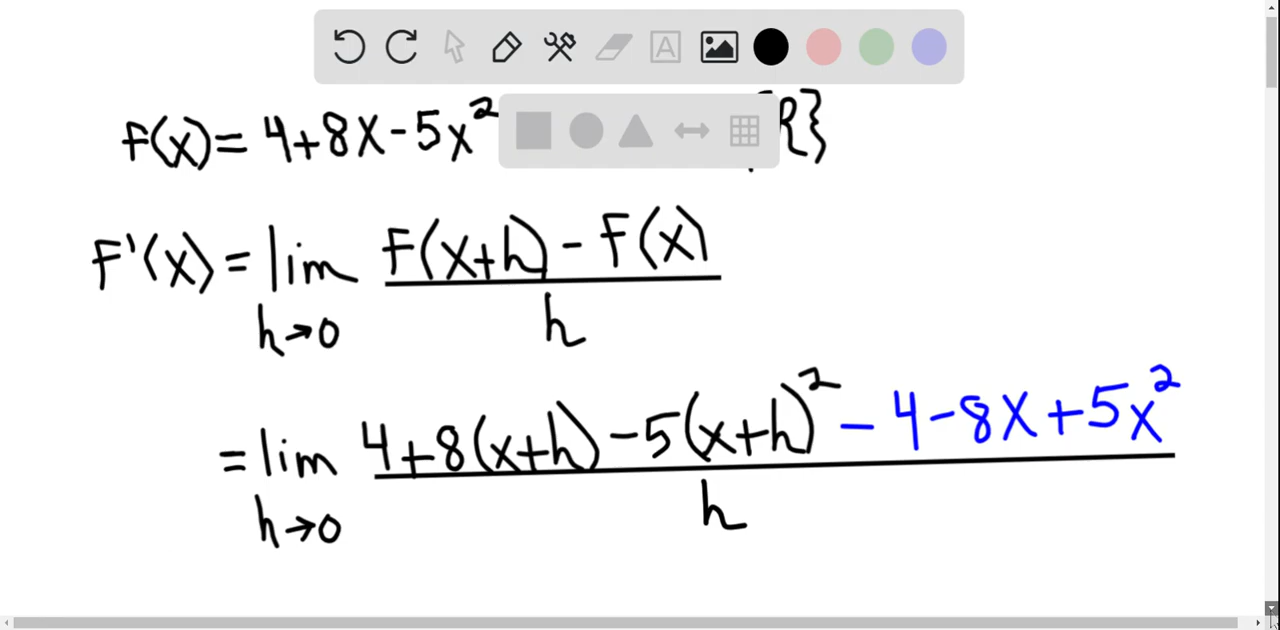 f(x) = 4+8x-5x² R}
F'(x) = lim h→0 F(x+h) - F(x) / h
= lim h→0 4+8(x+h) -5(x+h)² - 4-8x+5x² / h